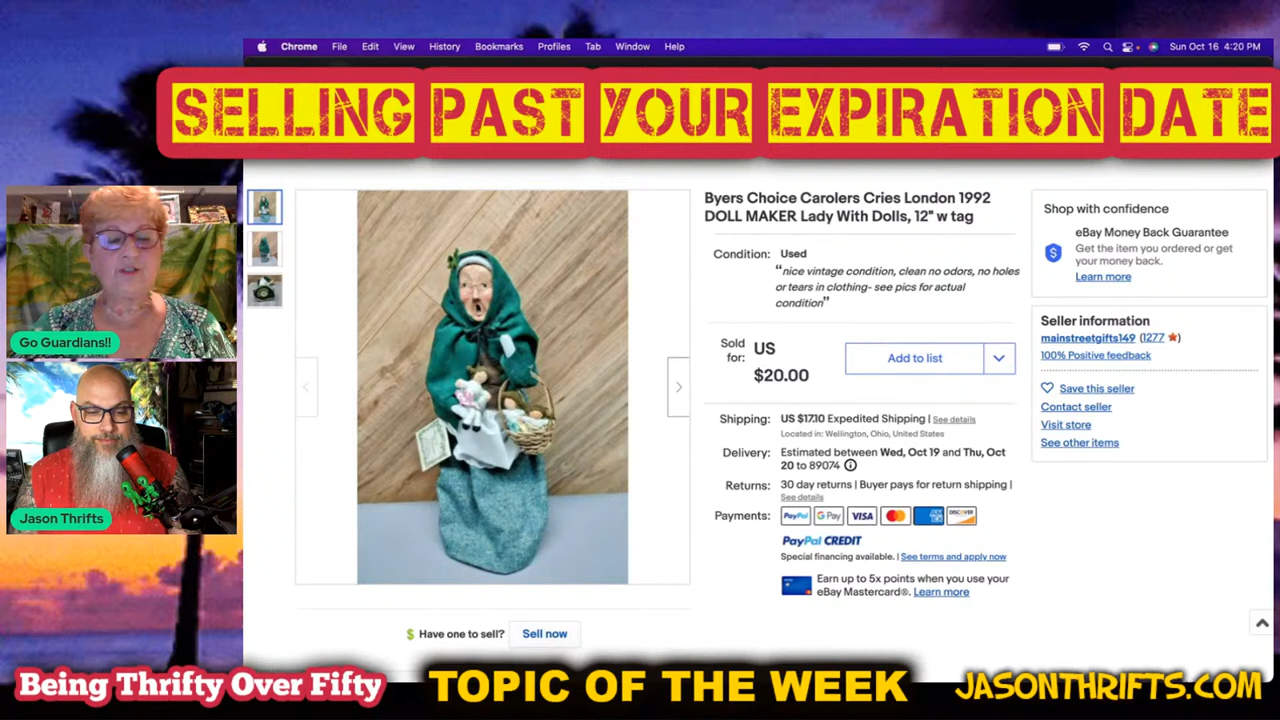 Chrome File Edit View History Bookmarks Profiles Tab Window Help
Sun Oct 16 4:20 PM
SELLING PAST YOUR EXPIRATION DATE
Byers Choice Carolers Cries London 1992
DOLL MAKER Lady With Dolls, 12" w tag
Condition: Used
"nice vintage condition, clean no odors, no holes
or tears in clothing- see pics for actual
condition"
Sold
for:
US
$20.00
Add to list
Shipping: US $17.10 Expedited Shipping | See details
Located in: Wellington, Ohio, United States
Delivery: Estimated between Wed, Oct 19 and Thu, Oct
20 to 89074
Returns: 30 day returns | Buyer pays for return shipping |
See details
Payments: PayPal G Pay VISA DISCOVER
PayPal CREDIT
Special financing available. | See terms and apply now
Earn up to 5x points when you use your
eBay Mastercard®. Learn more
Shop with confidence
eBay Money Back Guarantee
Get the item you ordered or get
your money back.
Learn more
Seller information
mainstreetgifts149 (1277)
100% Positive feedback
Save this seller
Contact seller
Visit store
See other items
Have one to sell? Sell now
Go Guardians!!
Jason Thrifts
Being Thrifty Over Fifty
TOPIC OF THE WEEK
JASONTHRIFTS.COM